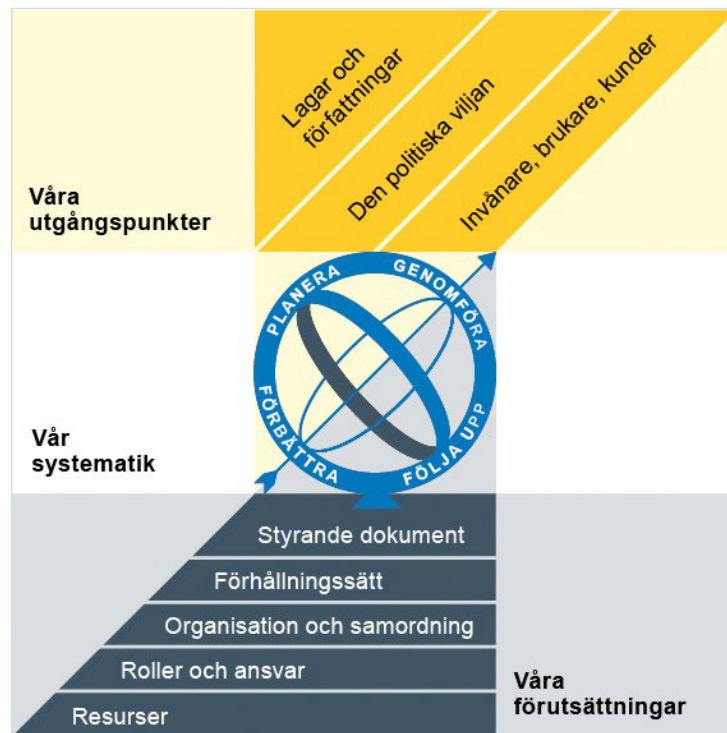 Lagar och
författningar
Den politiska viljan
Invånare, brukare, kunder
Våra
utgångspunkter
PLANERA
GENOMFÖRA
FÖLJA UPP
FÖRBÄTTRA
Vår
systematik
Styrande dokument
Förhållningssätt
Organisation och samordning
Roller och ansvar
Resurser
Våra
förutsättningar